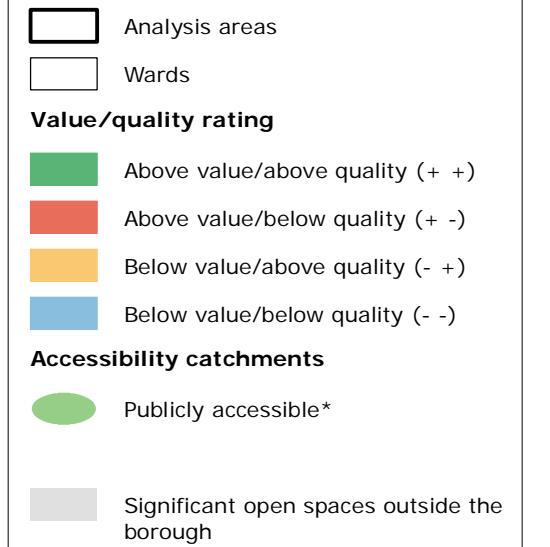 Analysis areas
Wards
Value/quality rating
Above value/above quality (+ +)
Above value/below quality (+ -)
Below value/above quality (- +)
Below value/below quality (- -)
Accessibility catchments
Publicly accessible*
Significant open spaces outside the
borough